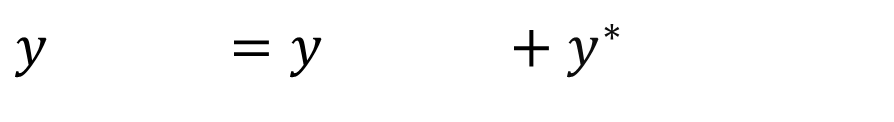 y = y + y*